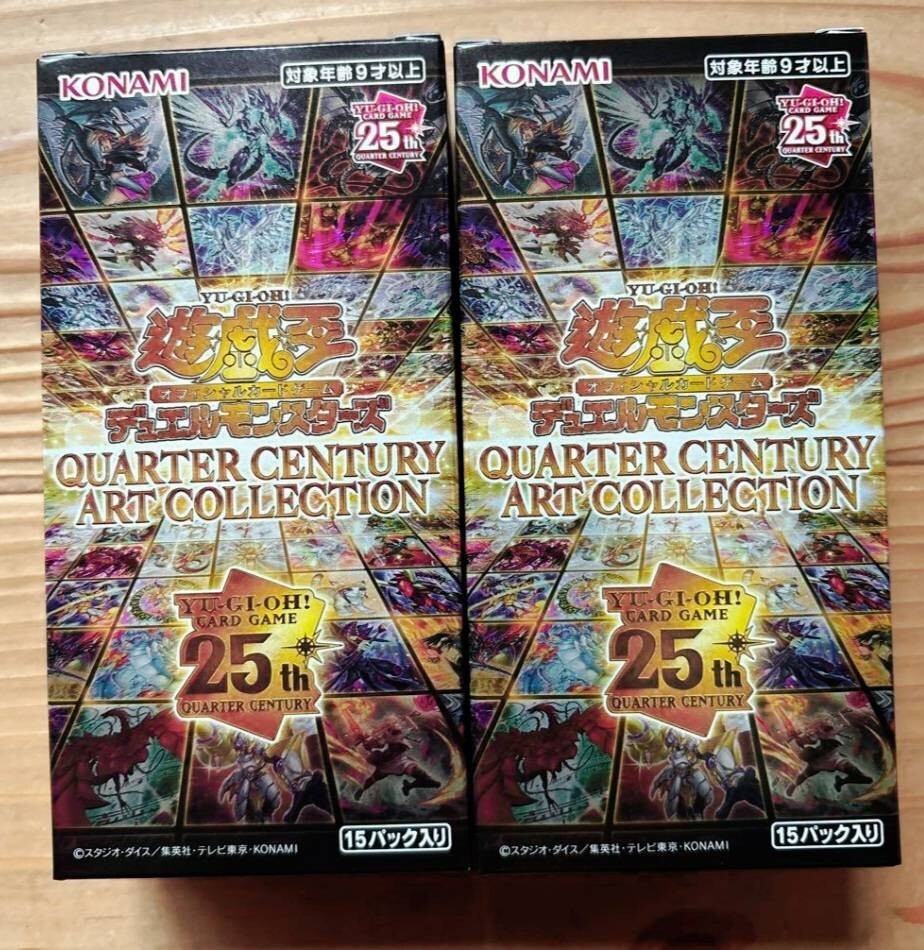 KONAMI
対象年齢9才以上
YU-GI-OH!
CARD GAME
25th
QUARTER CENTURY
YU-GI-OH!
遊戯王
オフィシャルカードゲーム
デュエルモンスターズ
QUARTER CENTURY
ART COLLECTION
YU-GI-OH!
CARD GAME
25th
QUARTER CENTURY
15パック入り
©スタジオ・ダイス/集英社・テレビ東京・KONAMI
KONAMI
対象年齢9才以上
YU-GI-OH!
CARD GAME
25th
QUARTER CENTURY
YU-GI-OH!
遊戯王
オフィシャルカードゲーム
デュエルモンスターズ
QUARTER CENTURY
ART COLLECTION
YU-GI-OH!
CARD GAME
25th
QUARTER CENTURY
15パック入り
©スタジオ・ダイス/集英社・テレビ東京・KONAMI